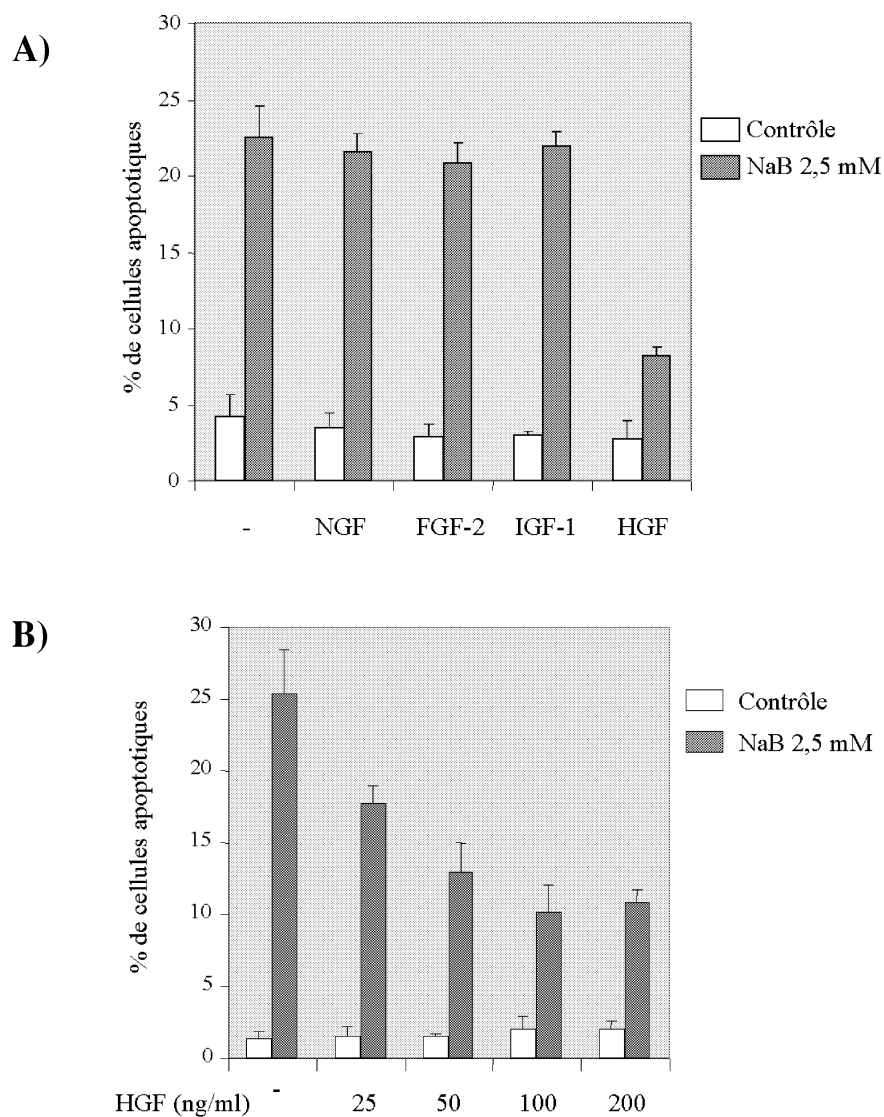 A)
% de cellules apoptotiques
30
25
20
15
10
5
0
- NGF FGF-2 IGF-1 HGF
Contrôle
NaB 2,5 mM
B)
% de cellules apoptotiques
30
25
20
15
10
5
0
HGF (ng/ml) - 25 50 100 200
Contrôle
NaB 2,5 mM